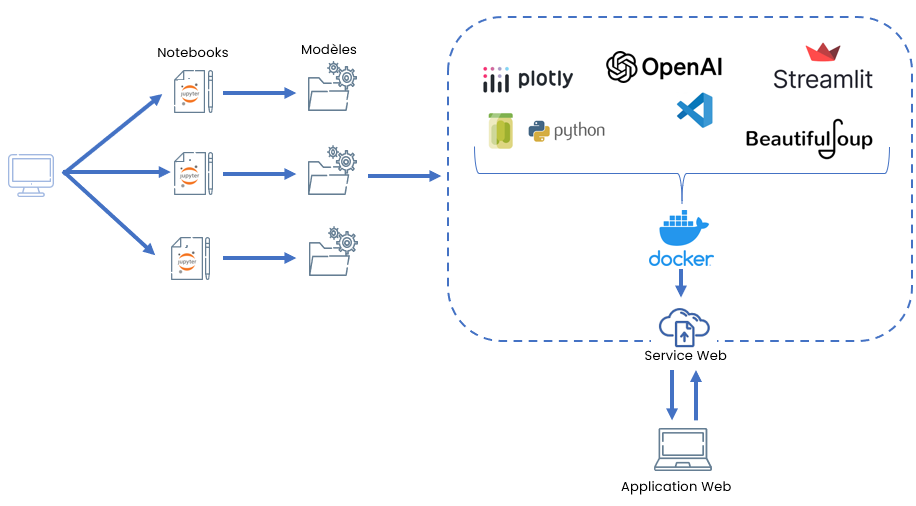 Notebooks
Modèles
jupyter
jupyter
jupyter
plotly
OpenAI
Streamlit
python
BeautifulSoup
docker
Service Web
Application Web